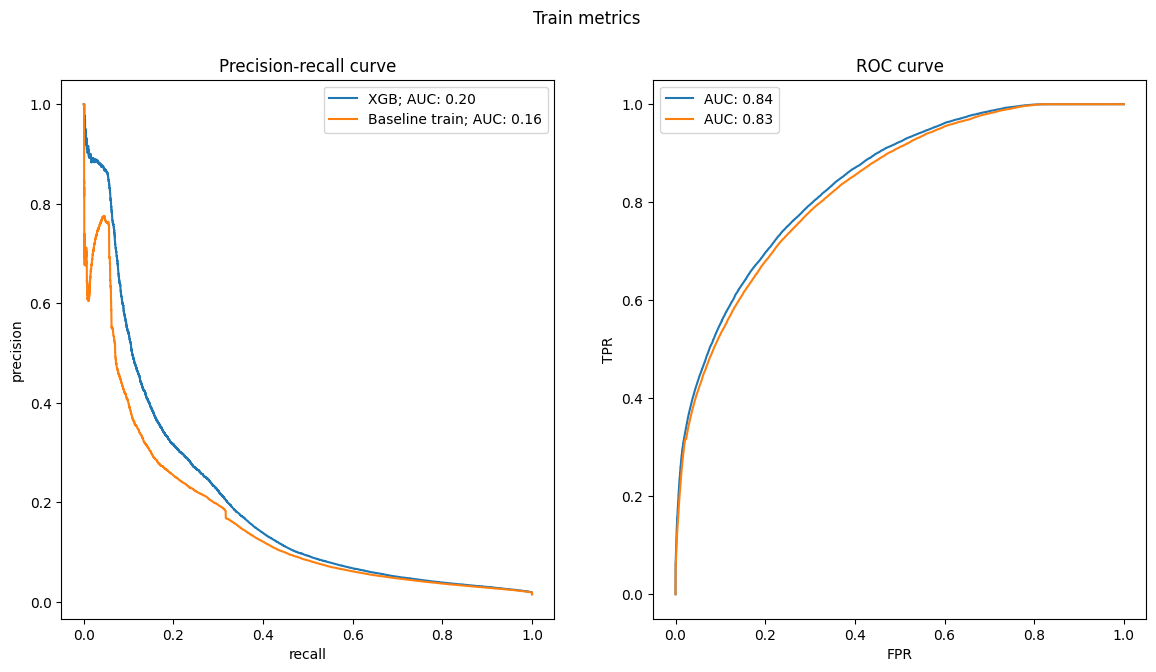 Train metrics
Precision-recall curve
XGB; AUC: 0.20
Baseline train; AUC: 0.16
1.0
0.8
0.6
0.4
0.2
0.0
precision
0.0 0.2 0.4 0.6 0.8 1.0
recall
ROC curve
AUC: 0.84
AUC: 0.83
1.0
0.8
0.6
0.4
0.2
0.0
TPR
0.0 0.2 0.4 0.6 0.8 1.0
FPR